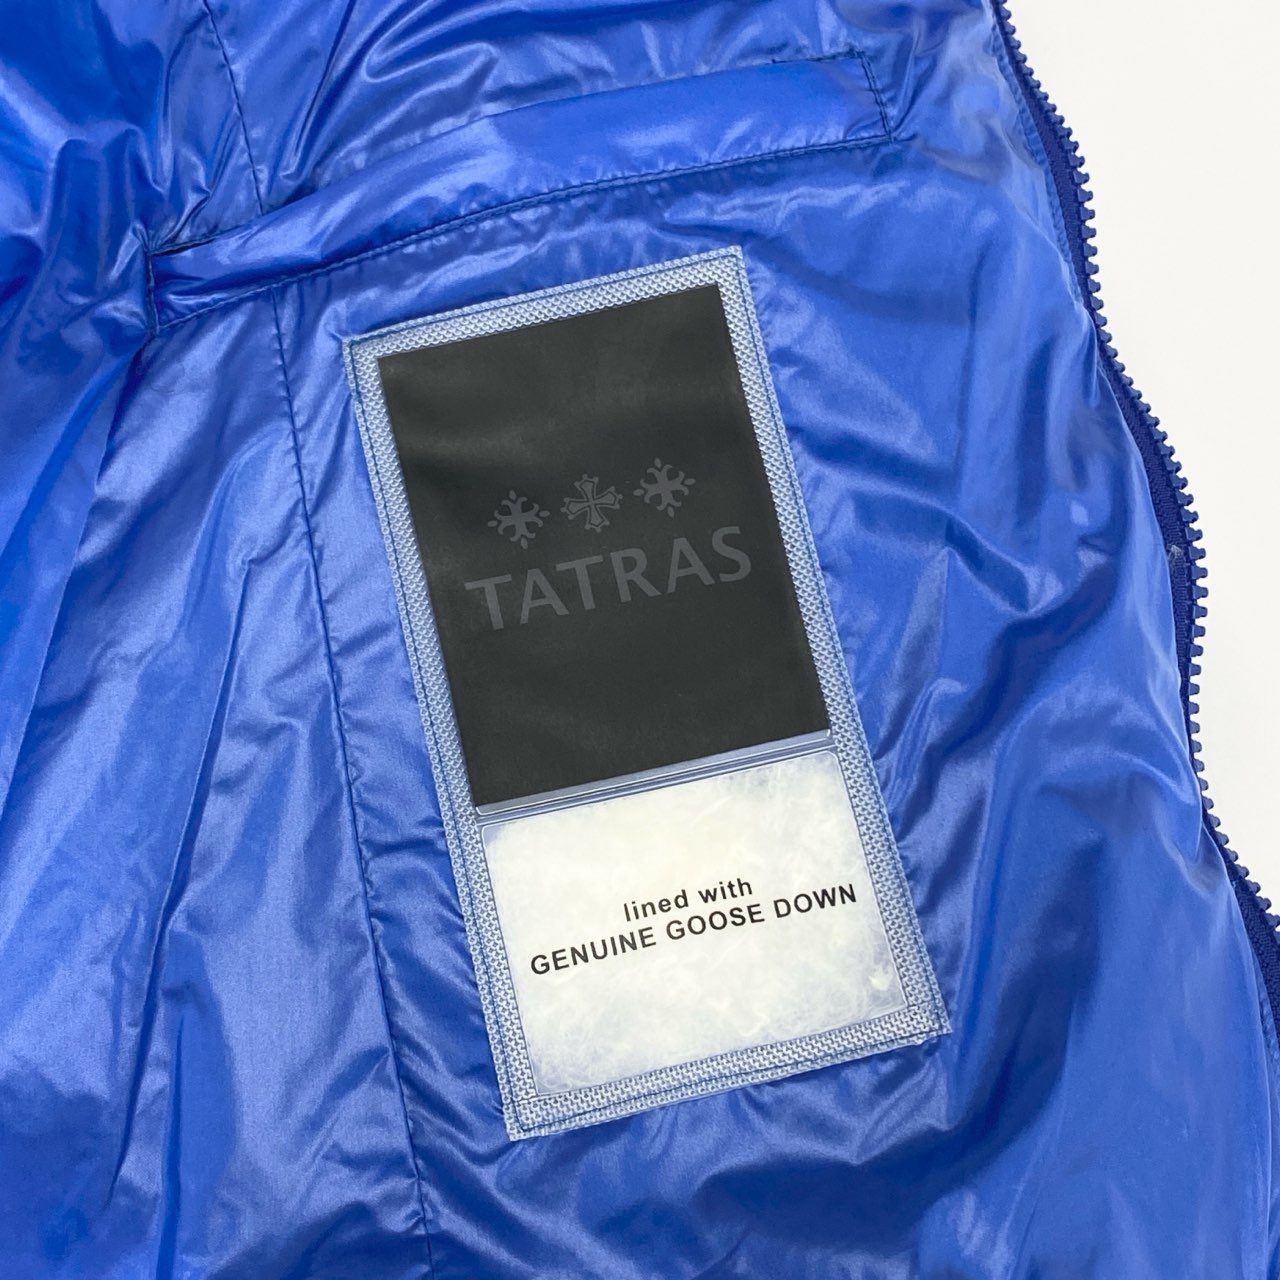 TATRAS
lined with
GENUINE GOOSE DOWN